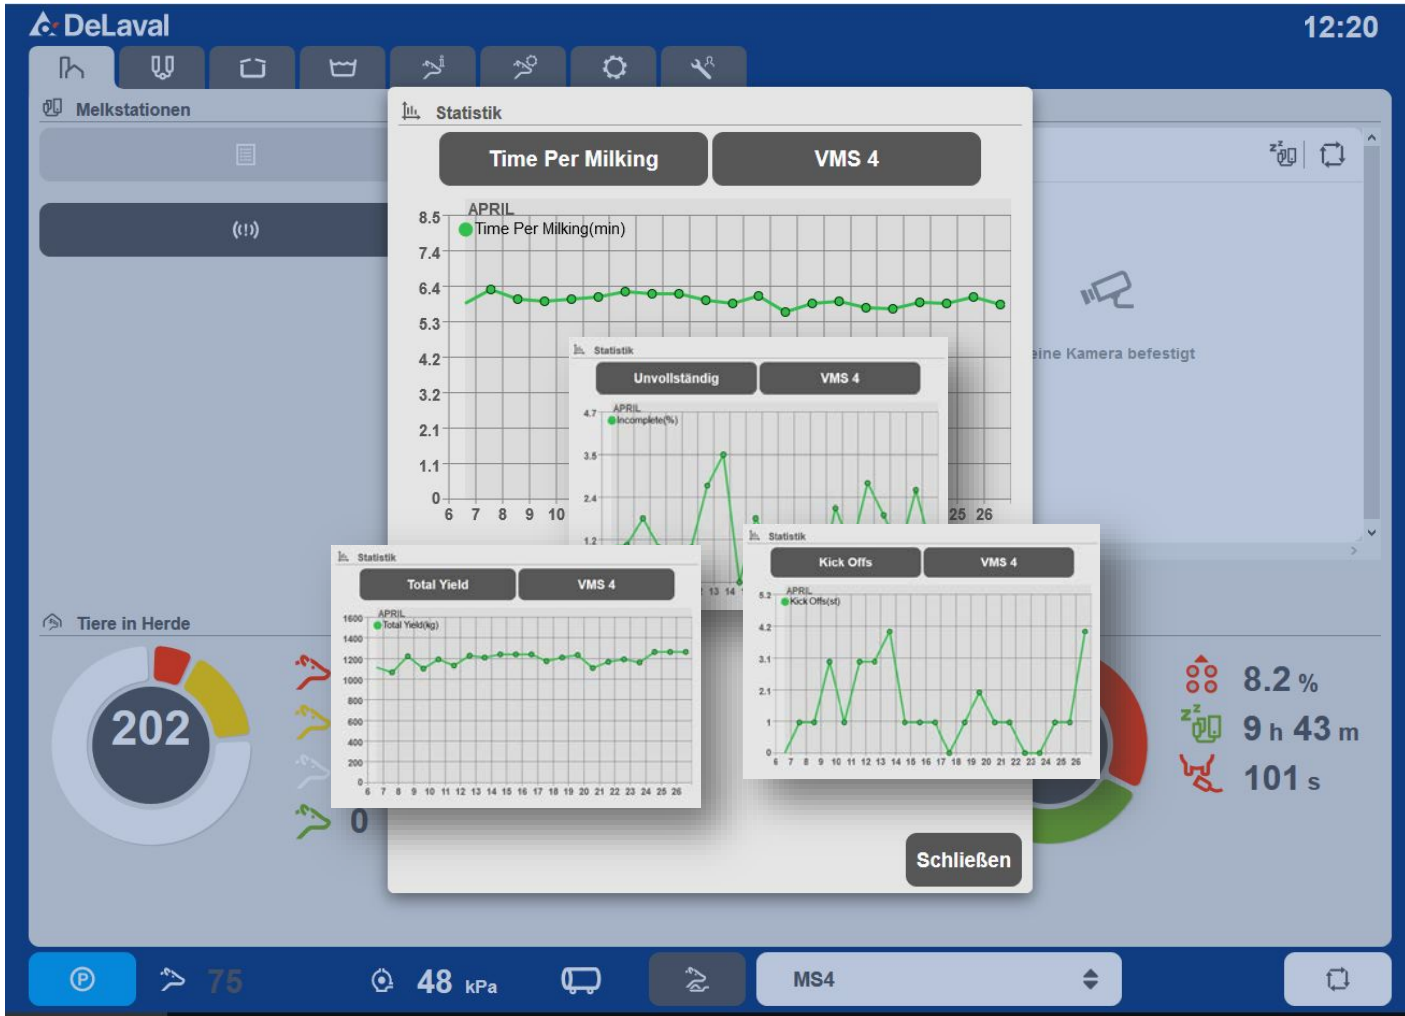 DeLaval
12:20
Melkstationen
Statistik
Time Per Milking
VMS 4
APRIL
Time Per Milking(min)
8.5
7.4
6.4
5.3
4.2
3.2
2.1
1.1
0
6 7 8 9 10
25 26
eine Kamera befestigt
Statistik
Unvollständig
VMS 4
APRIL
Incomplete(%)
4.7
3.5
2.4
1.2
13 14
Statistik
Total Yield
VMS 4
APRIL
Total Yield(kg)
1600
1400
1200
1000
800
600
400
200
0
6 7 8 9 10 11 12 13 14 15 16 17 18 19 20 21 22 23 24 25 26
Statistik
Kick Offs
VMS 4
APRIL
Kick Offs(st)
5.2
4.2
3.1
2.1
1
0
6 7 8 9 10 11 12 13 14 15 16 17 18 19 20 21 22 23 24 25 26
Tiere in Herde
202
0
8.2 %
9 h 43 m
101 s
Schließen
P
75
48 kPa
MS4